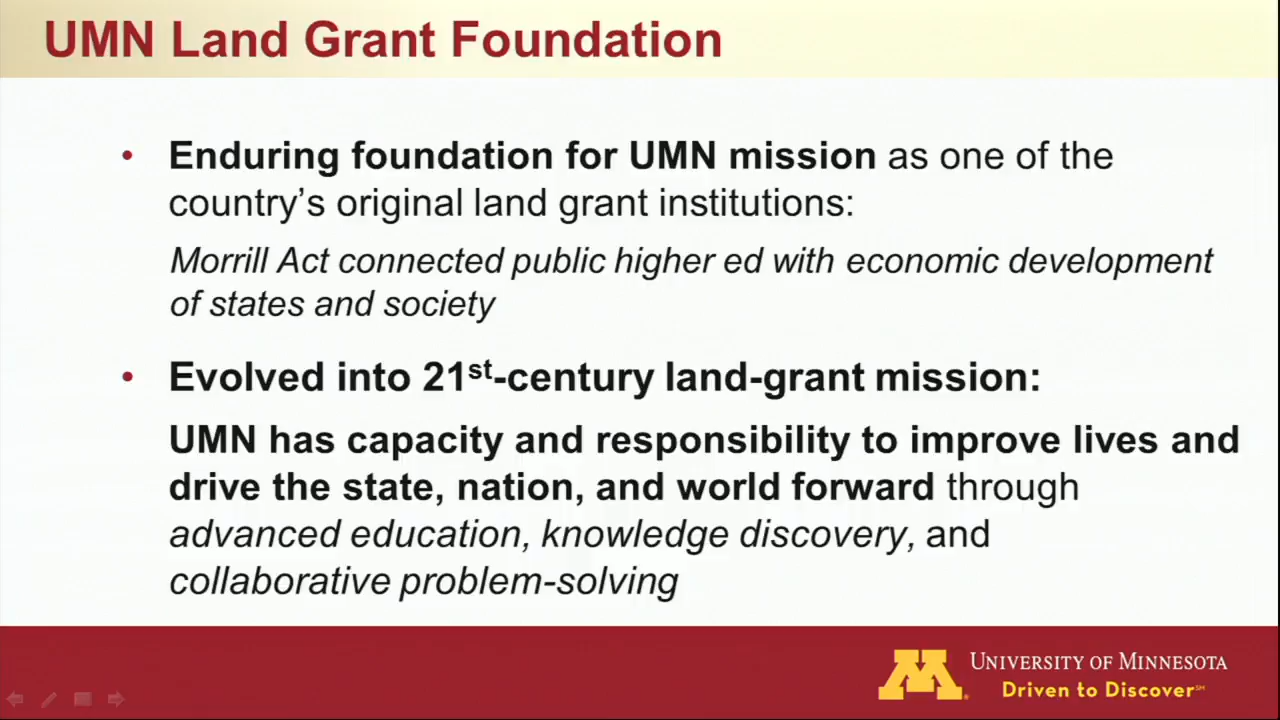 UMN Land Grant Foundation
• Enduring foundation for UMN mission as one of the
country's original land grant institutions:
Morrill Act connected public higher ed with economic development
of states and society
• Evolved into 21st-century land-grant mission:
UMN has capacity and responsibility to improve lives and
drive the state, nation, and world forward through
advanced education, knowledge discovery, and
collaborative problem-solving
M®
UNIVERSITY OF MINNESOTA
Driven to Discover℠